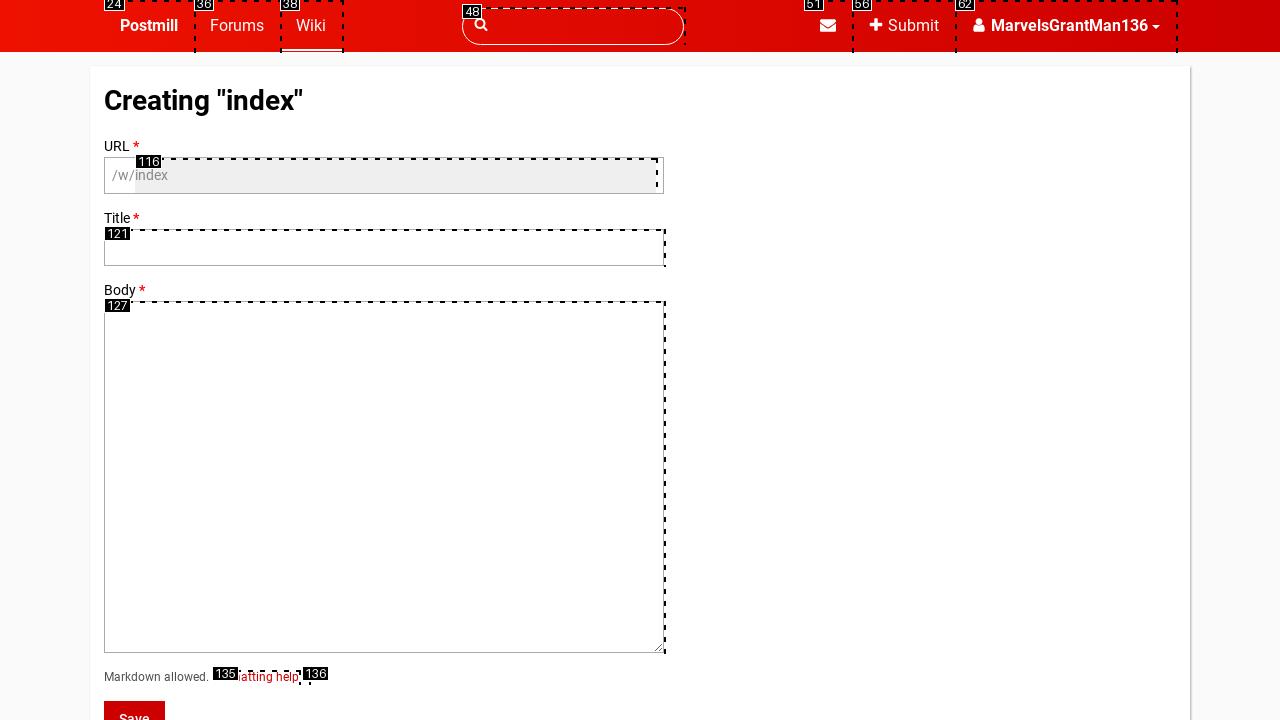 24 36 38 48 51 56 62
Postmill Forums Wiki Submit MarvelsGrantMan136
Creating "index"
URL *
116
/w/index
Title *
121
Body *
127
Markdown allowed. 135 atting help 136
Save